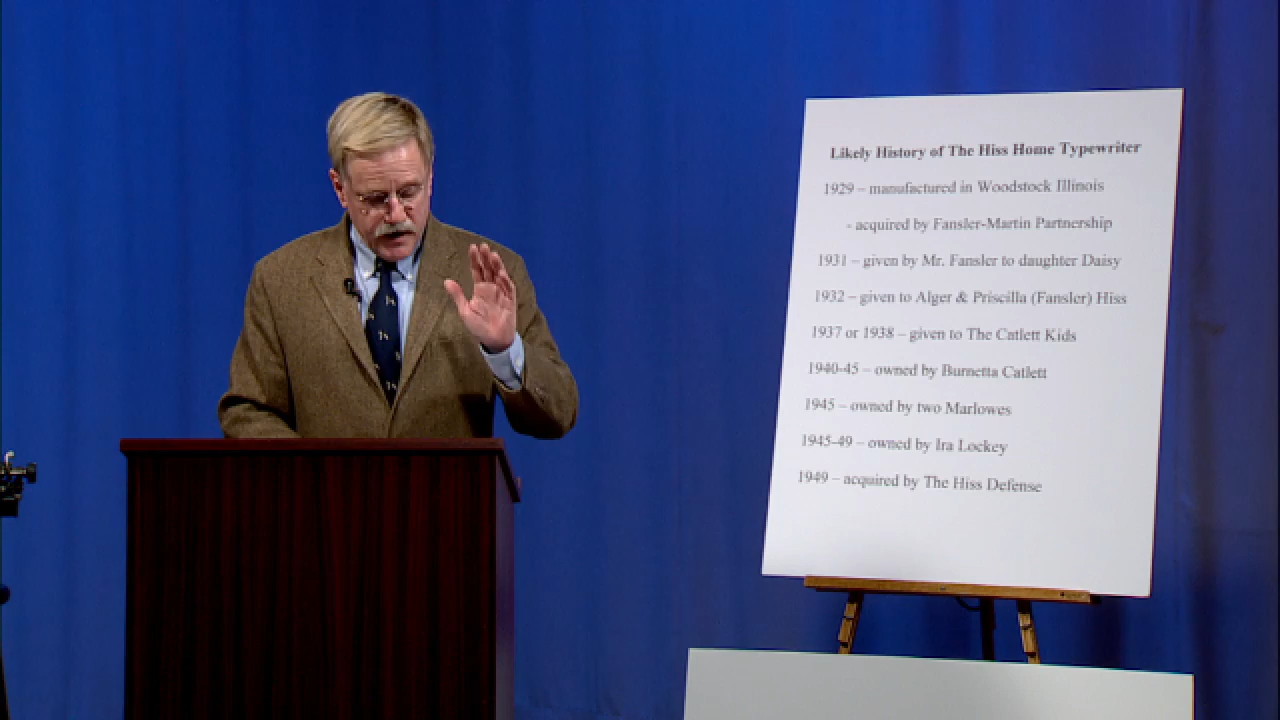 Likely History of The Hiss Home Typewriter
1929 – manufactured in Woodstock Illinois
- acquired by Fansler-Martin Partnership
1931 – given by Mr. Fansler to daughter Daisy
1932 – given to Alger & Priscilla (Fansler) Hiss
1937 or 1938 – given to The Catlett Kids
1940-45 – owned by Burnetta Catlett
1945 – owned by two Marlowes
1945-49 – owned by Ira Lockey
1949 – acquired by The Hiss Defense